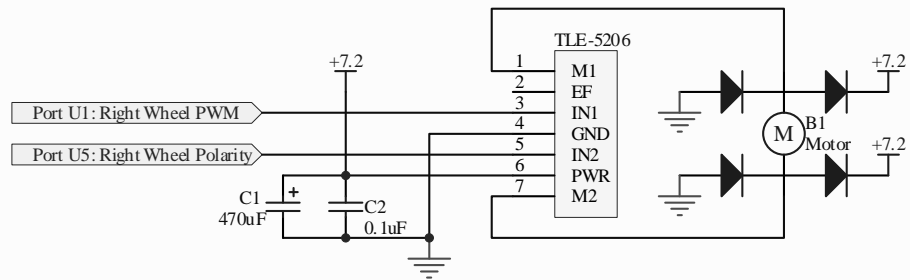 TLE-5206
+7.2
1 M1
2 EF
3 IN1
4 GND
5 IN2
6 PWR
7 M2
Port U1: Right Wheel PWM
Port U5: Right Wheel Polarity
C1
470uF
+
C2
0.1uF
+7.2
M
B1
Motor
+7.2